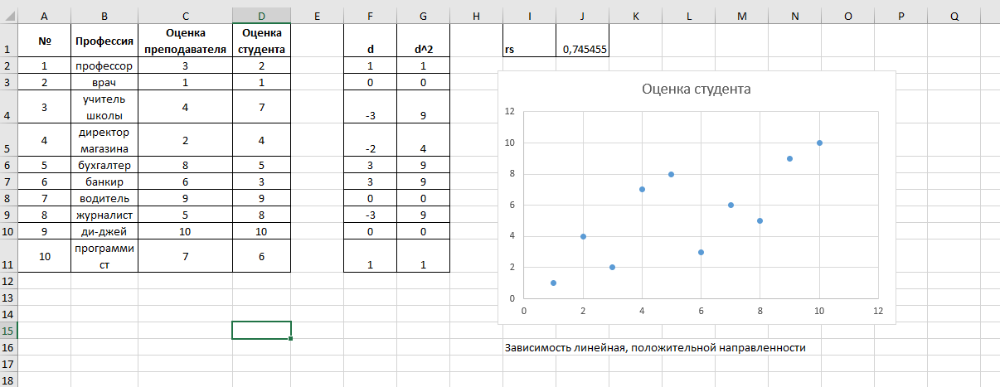 A B C D E F G H I J K L M N O P Q
№ Профессия Оценка преподавателя Оценка студента d d^2 rs 0,745455
1
2 1 профессор 3 2 1 1
3 2 врач 1 1 0 0
4 3 учитель школы 4 7 -3 9
5 4 директор магазина 2 4 -2 4
6 5 бухгалтер 8 5 3 9
7 6 банкир 6 3 3 9
8 7 водитель 9 9 0 0
9 8 журналист 5 8 -3 9
10 9 ди-джей 10 10 0 0
11 10 программи
ст 7 6 1 1
12
13
14
15
16
17
18
Оценка студента
12
10
8
6
4
2
0
0 2 4 6 8 10 12
Зависимость линейная, положительной направленности